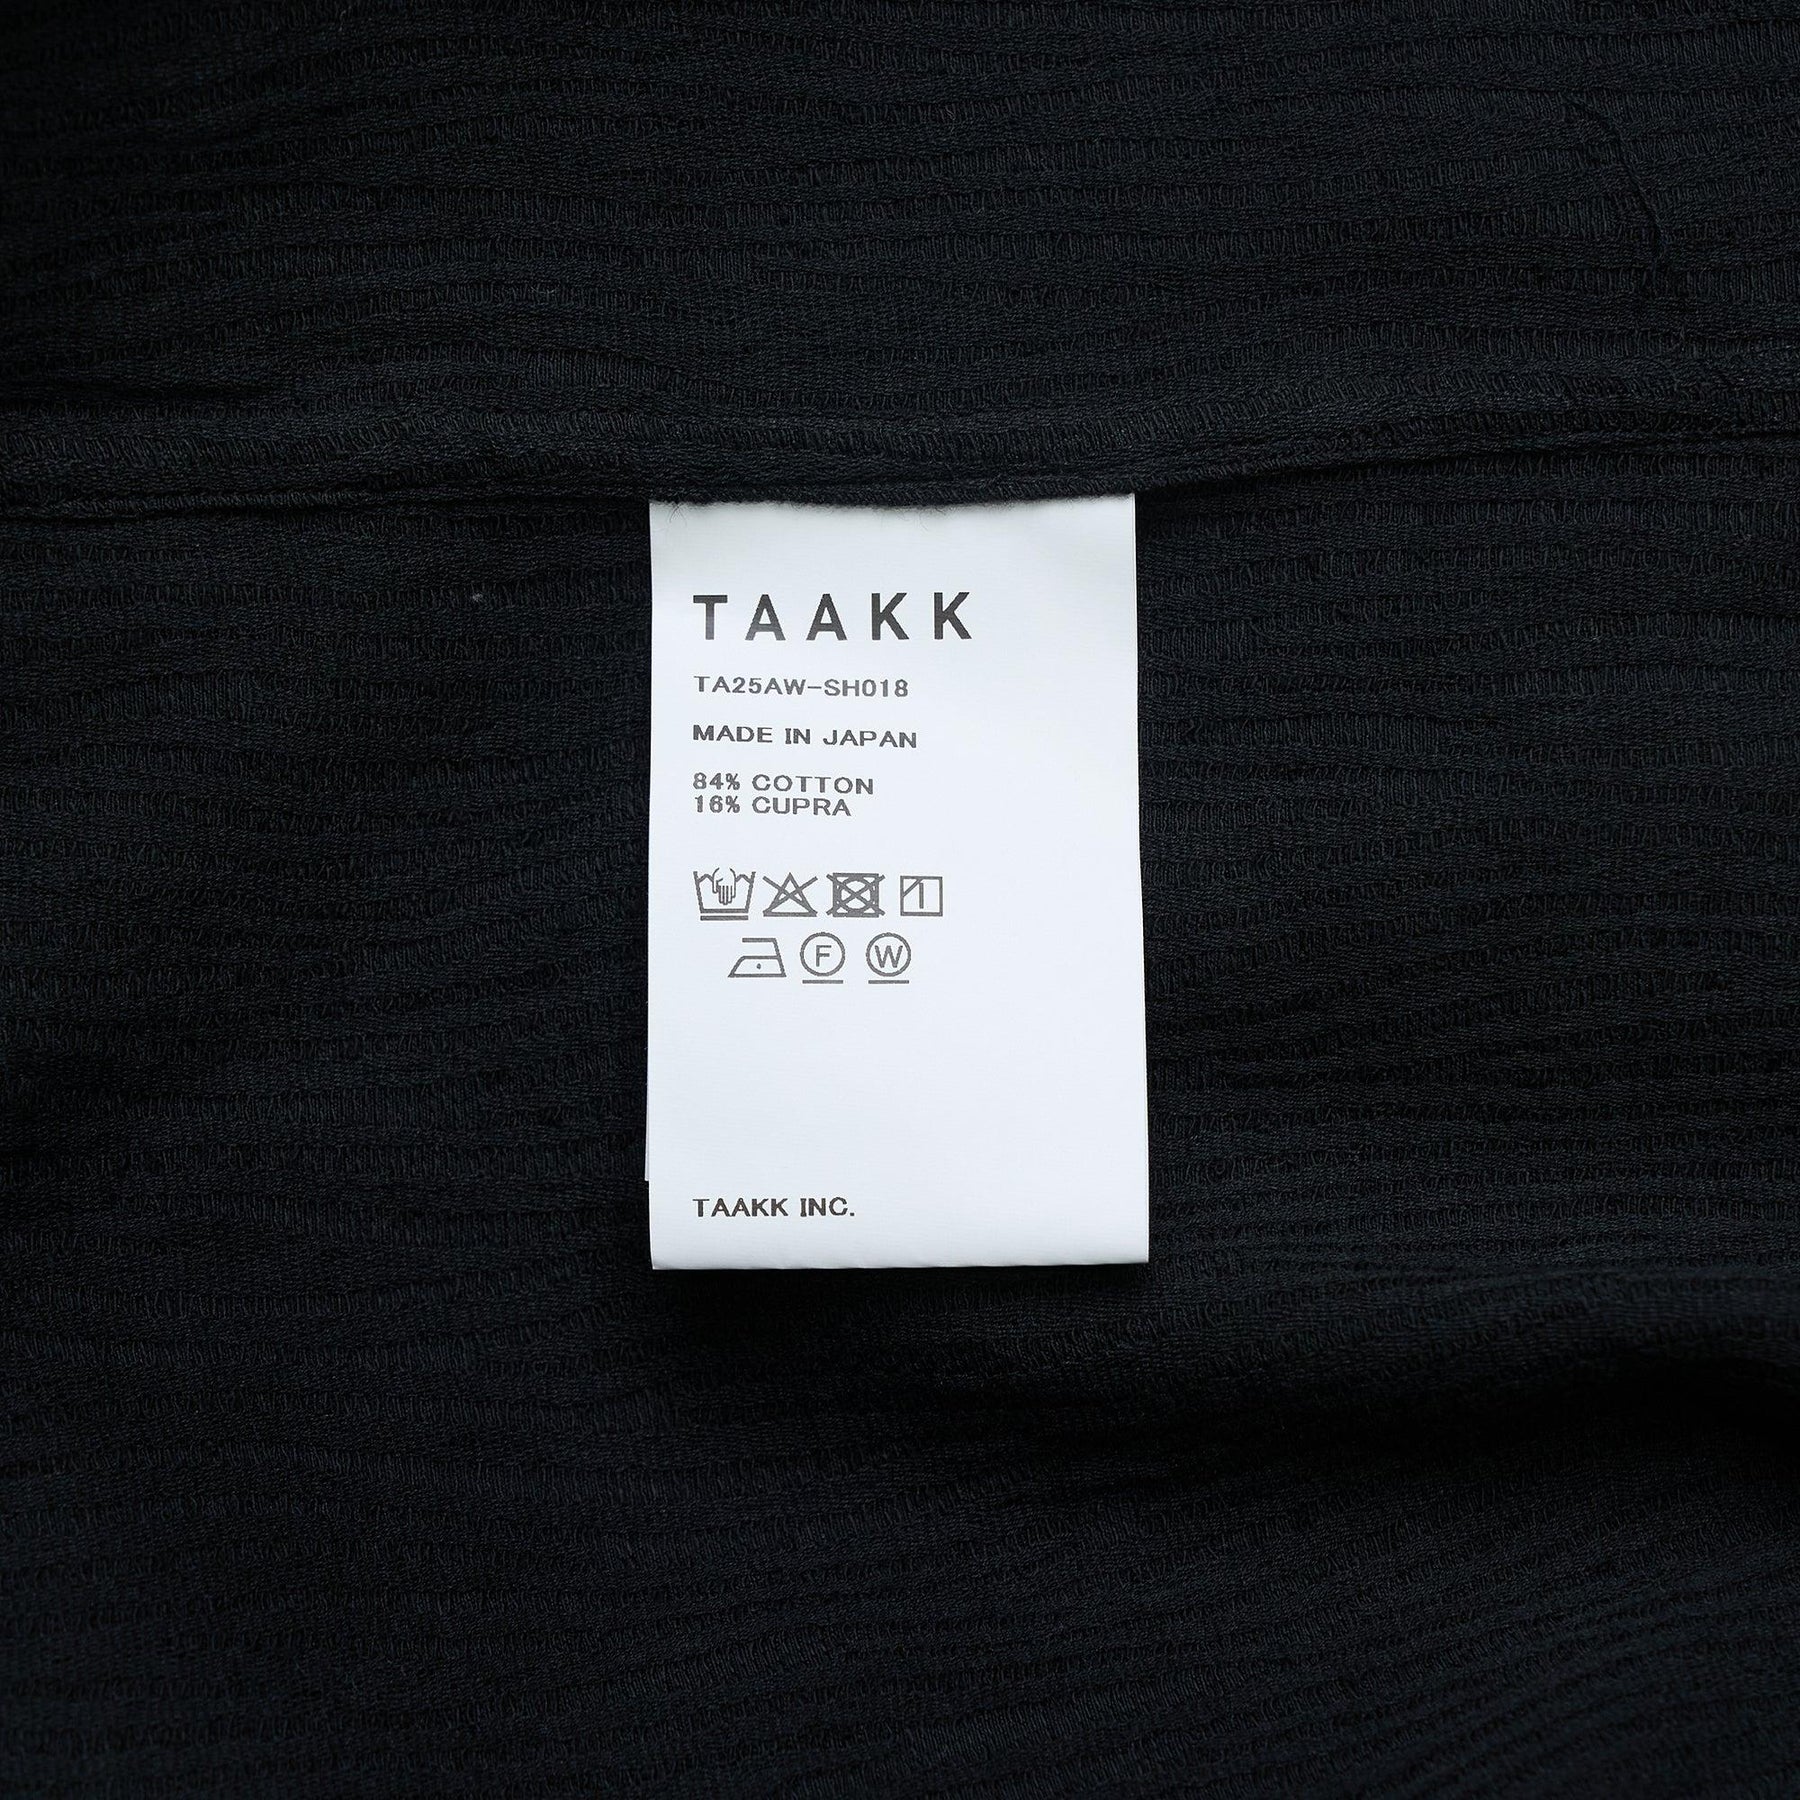 TAAKK
TA25AW-SH018
MADE IN JAPAN
84% COTTON
16% CUPRA
F W
TAAKK INC.